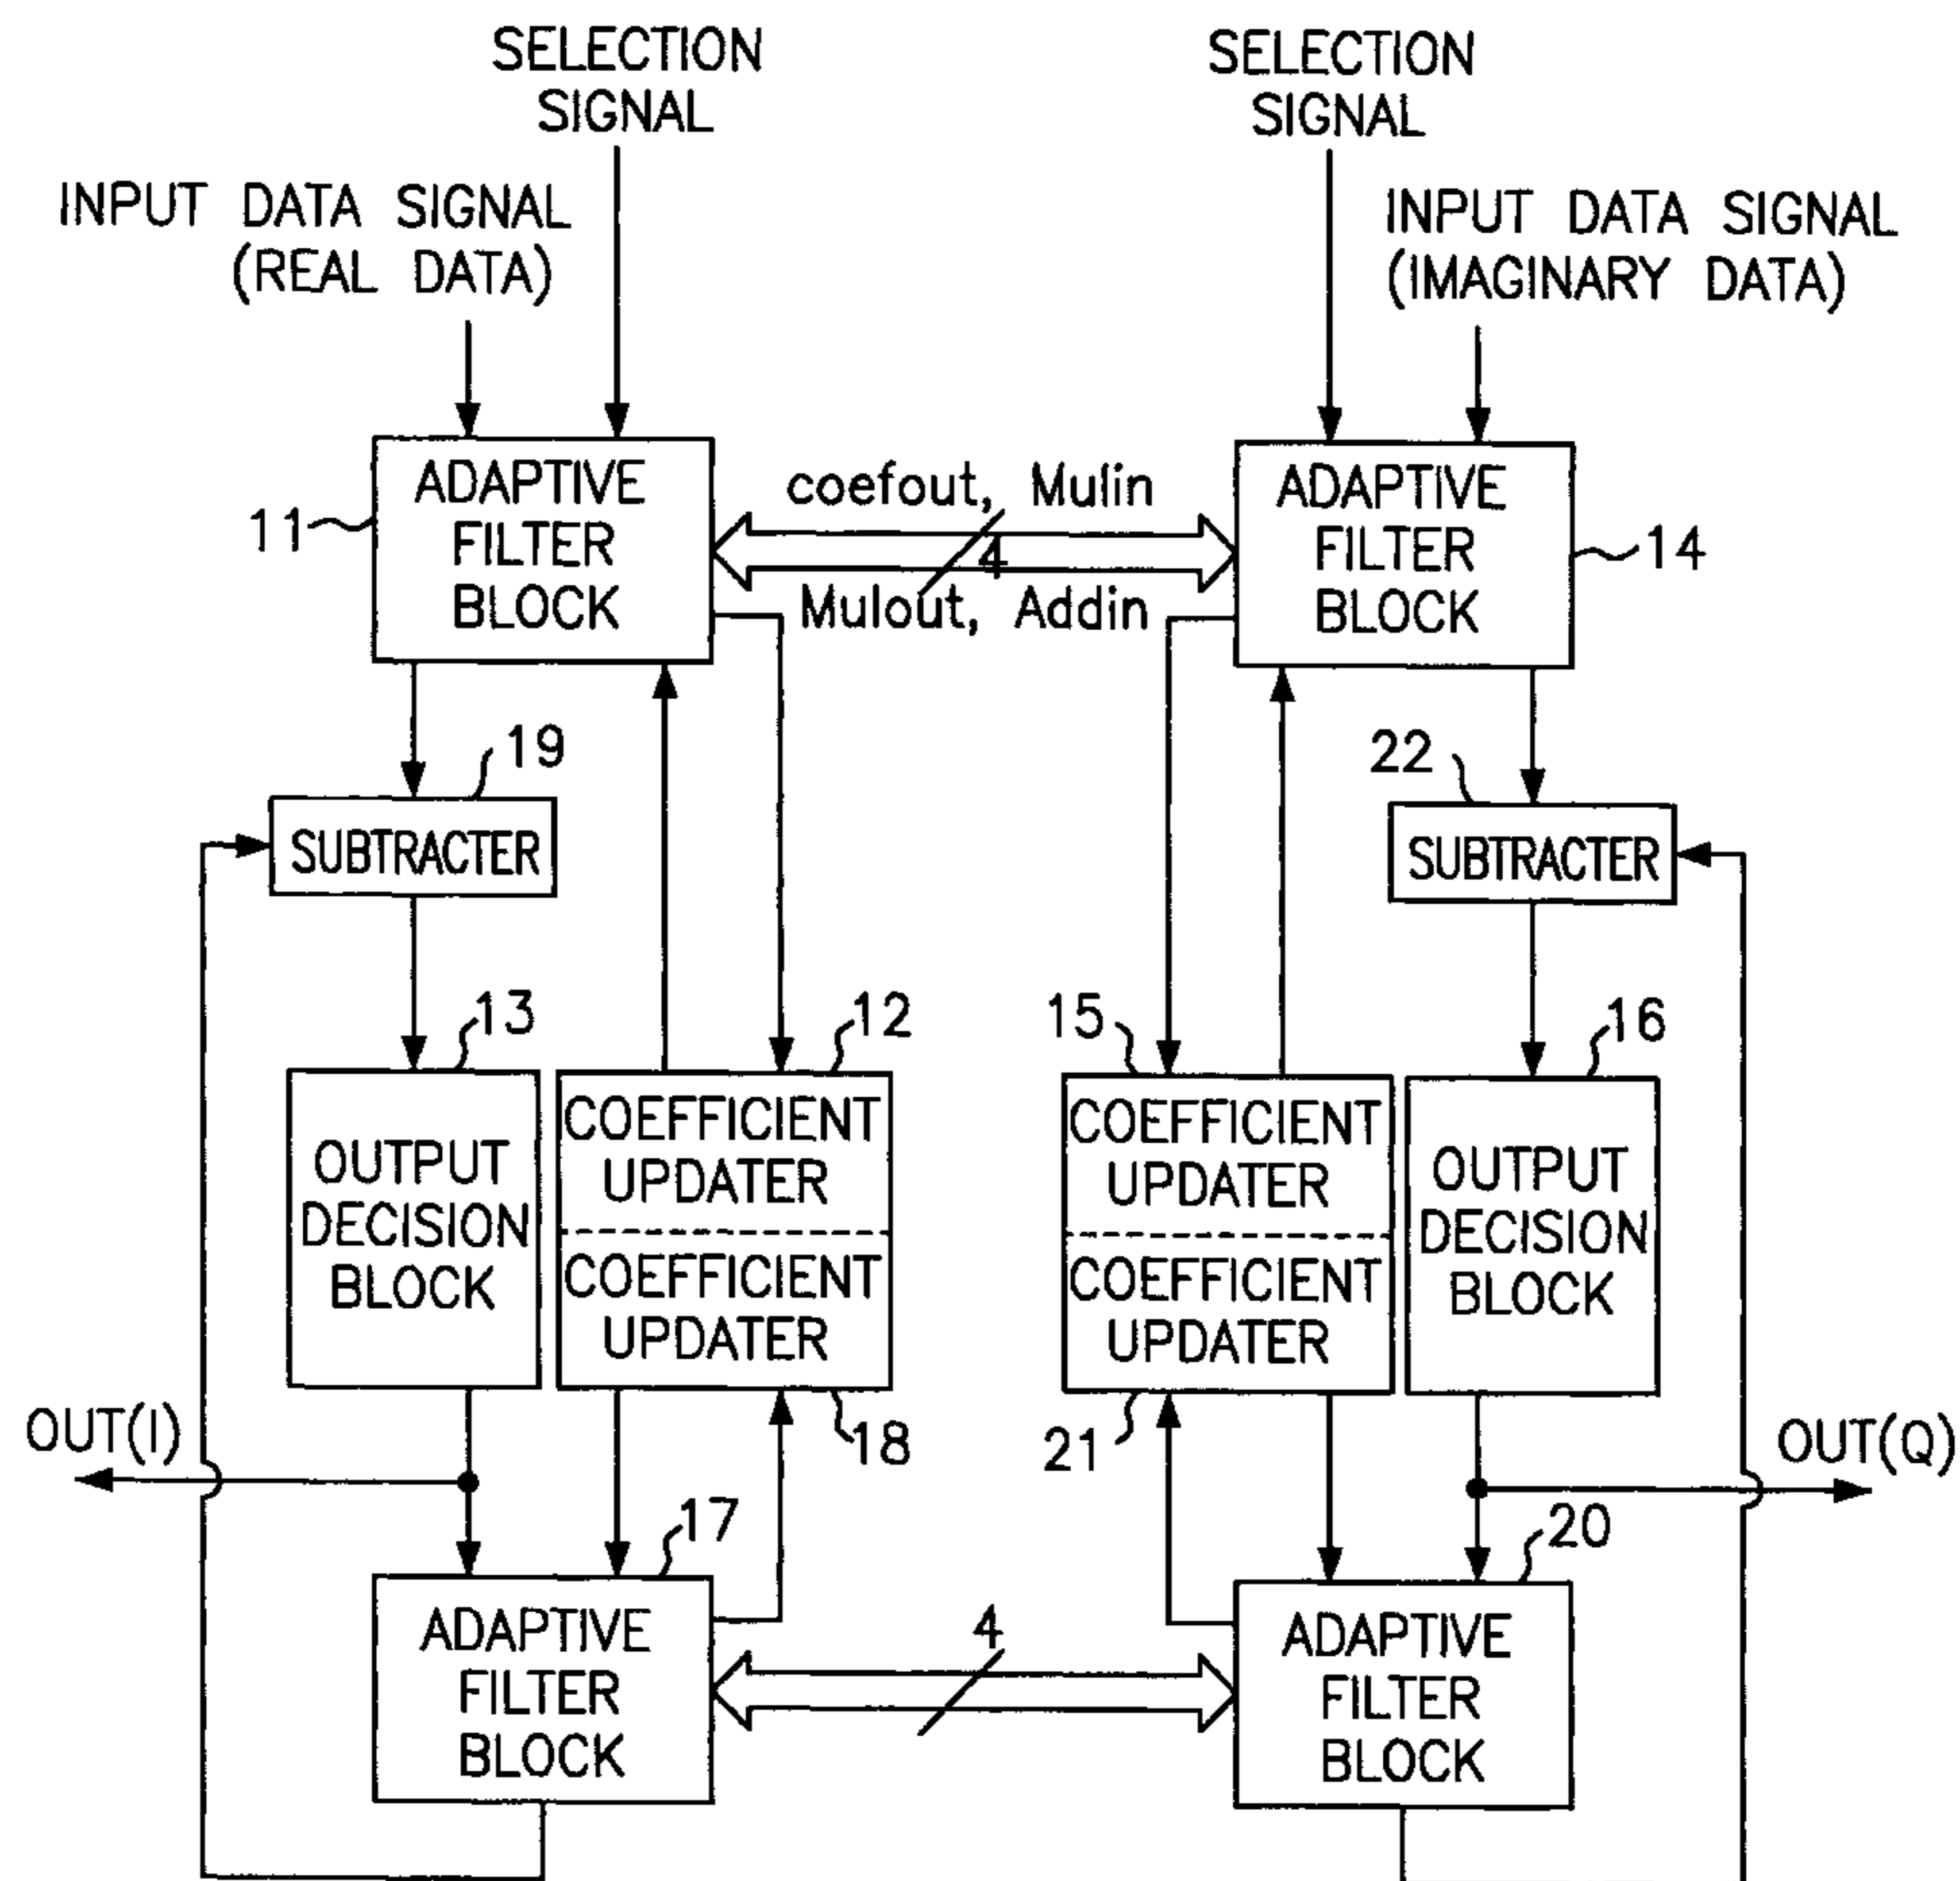 SELECTION
SIGNAL
SELECTION
SIGNAL
INPUT DATA SIGNAL
(REAL DATA)
INPUT DATA SIGNAL
(IMAGINARY DATA)
ADAPTIVE
FILTER
BLOCK
11
coefout, Mulin
4
Mulout, Addin
ADAPTIVE
FILTER
BLOCK
14
19
SUBTRACTER
22
SUBTRACTER
13
OUTPUT
DECISION
BLOCK
12
COEFFICIENT
UPDATER
COEFFICIENT
UPDATER
18
15
COEFFICIENT
UPDATER
COEFFICIENT
UPDATER
21
16
OUTPUT
DECISION
BLOCK
OUT(I)
OUT(Q)
17
ADAPTIVE
FILTER
BLOCK
4
20
ADAPTIVE
FILTER
BLOCK